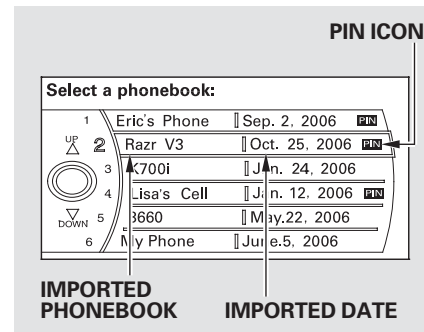 PIN ICON
Select a phonebook:
1 Eric's Phone Sep. 2, 2006 PIN
UP 2 Razr V3 Oct. 25, 2006 PIN
3 K700i Jan. 24, 2006
4 Lisa's Cell Jan. 12, 2006 PIN
DOWN 5 3660 May.22, 2006
6 My Phone June.5, 2006
IMPORTED PHONEBOOK
IMPORTED DATE